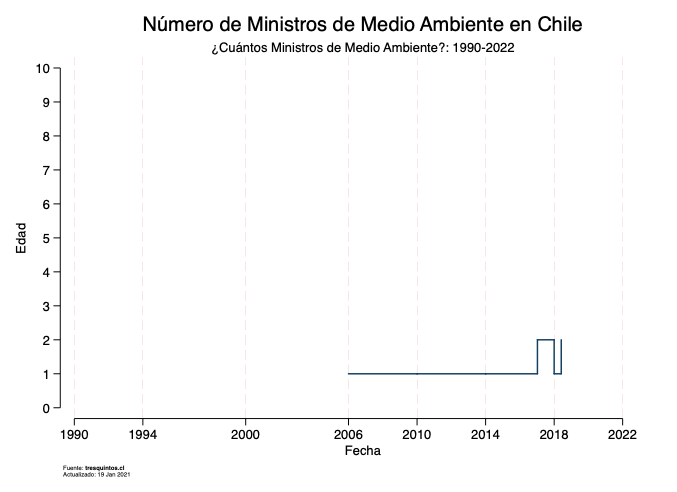 Número de Ministros de Medio Ambiente en Chile
¿Cuántos Ministros de Medio Ambiente?: 1990-2022
10
9
8
7
6
5
4
3
2
1
0
Edad
1990 1994 2000 2006 2010 2014 2018 2022
Fecha
Fuente: tresquintos.cl
Actualizado: 19 Jan 2021